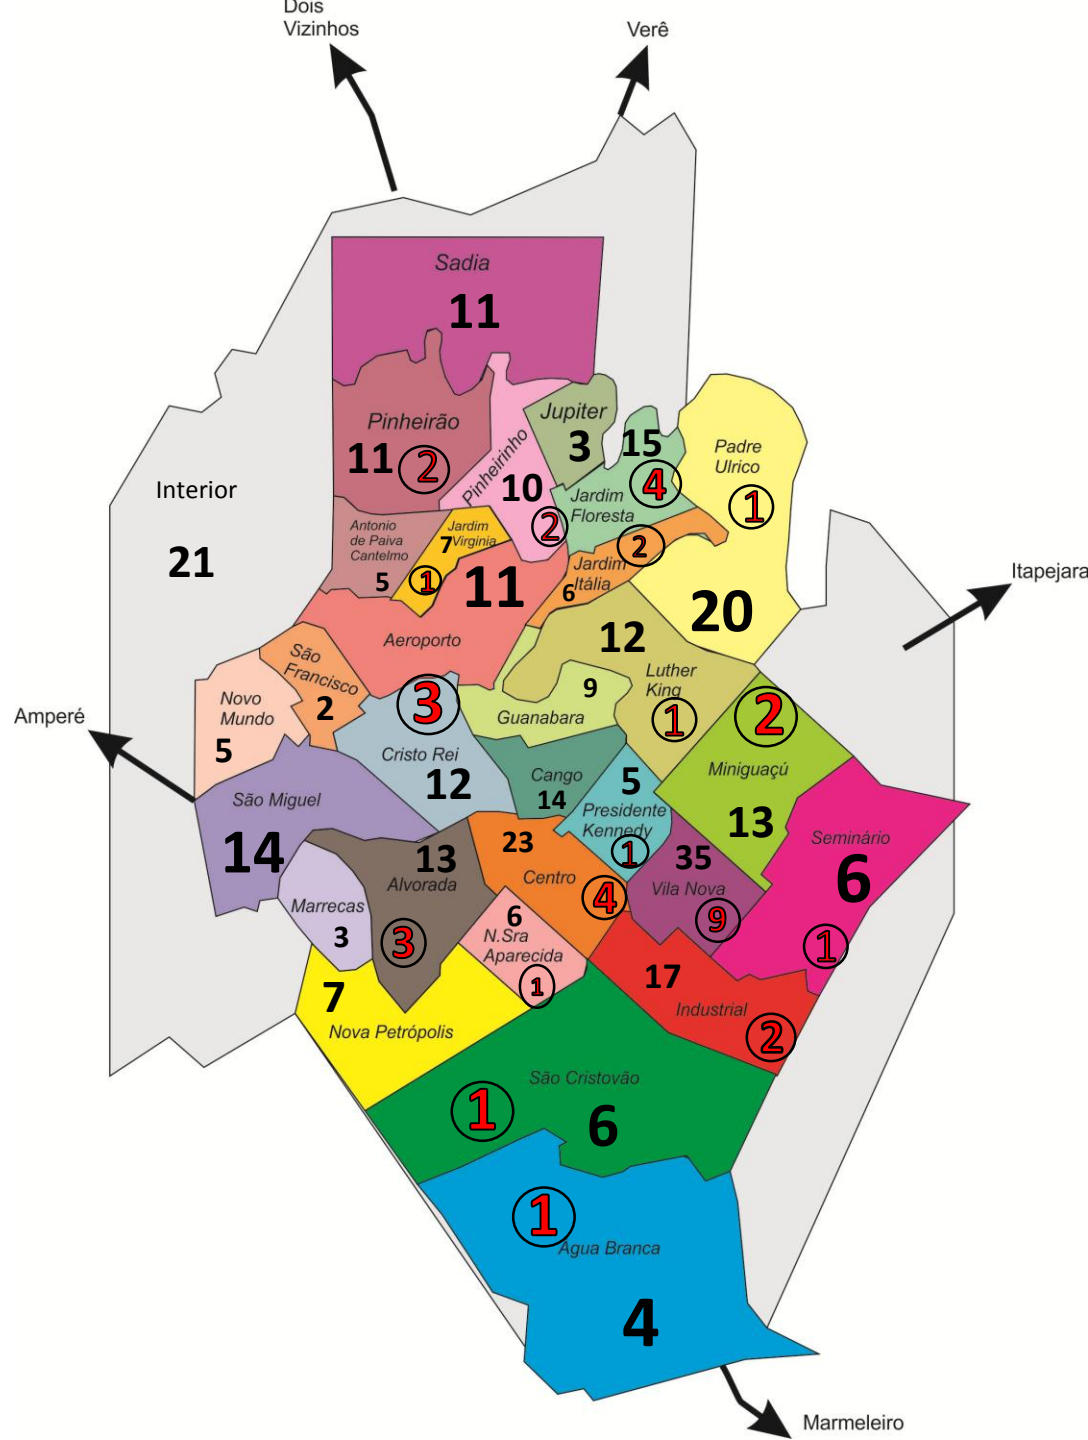 Dois
Vizinhos
Verê
Sadia
11
Pinheirão
11
2
Pinheirinho
10
2
Jupiter
3
15
4
Jardim
Floresta
Padre
Ulrico
1
20
Interior
21
Antonio
de Paiva
Cantelmo
5
Jardim
Virginia
7
1
11
Aeroporto
2
Jardim
Itália
6
Itapejara
12
Luther
King
1
9
Guanabara
São
Francisco
2
Novo
Mundo
5
Amperé
3
Cristo Rei
12
2
Miniguaçú
13
Cango
14
5
Presidente
Kennedy
1
São Miguel
14
13
Alvorada
3
23
Centro
4
35
Vila Nova
9
Seminário
6
1
Marrecas
3
6
N.Sra
Aparecida
1
17
Industrial
2
7
Nova Petrópolis
São Cristovão
1
6
1
Agua Branca
4
Marmeleiro